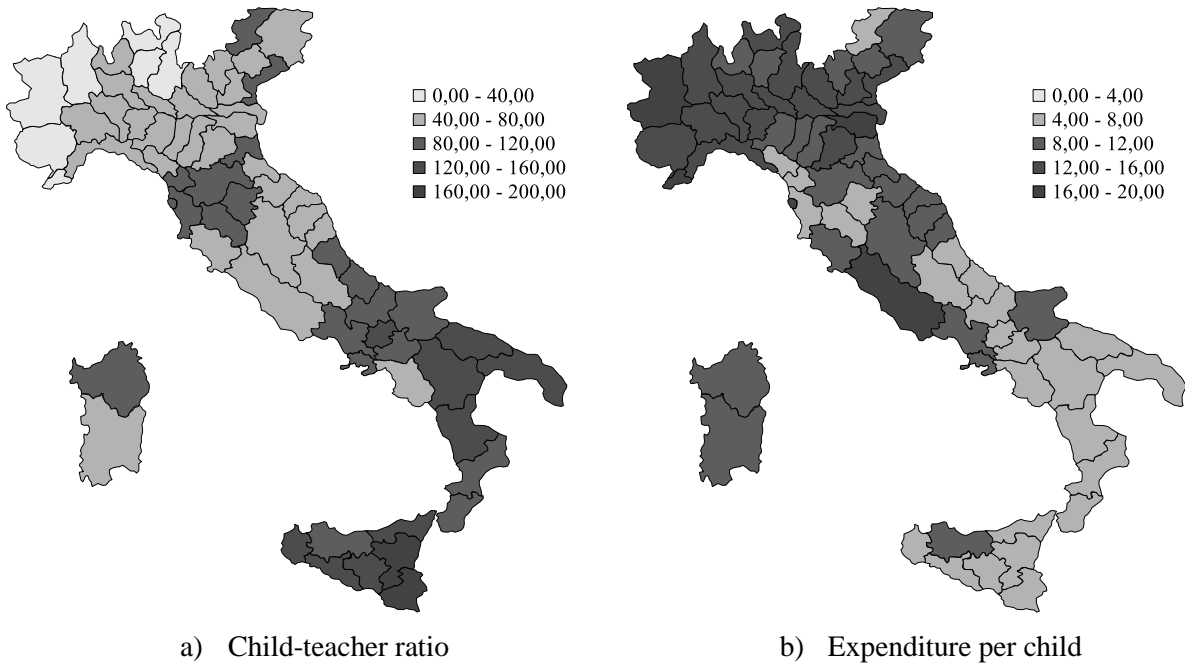 0,00 - 40,00
40,00 - 80,00
80,00 - 120,00
120,00 - 160,00
160,00 - 200,00
0,00 - 4,00
4,00 - 8,00
8,00 - 12,00
12,00 - 16,00
16,00 - 20,00
a) Child-teacher ratio
b) Expenditure per child